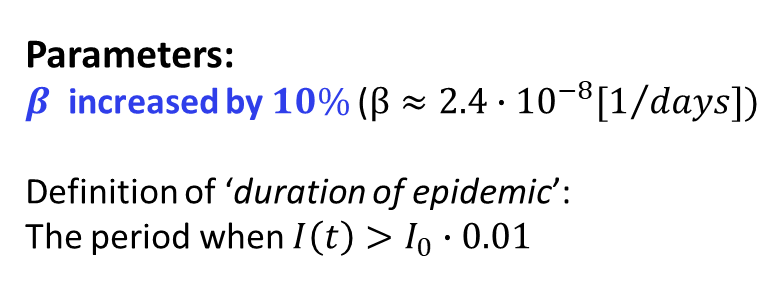 Parameters:
β increased by 10% (β ≈ 2.4 · 10⁻⁸[1/days])
Definition of ‘duration of epidemic’:
The period when I(t) > I₀ · 0.01